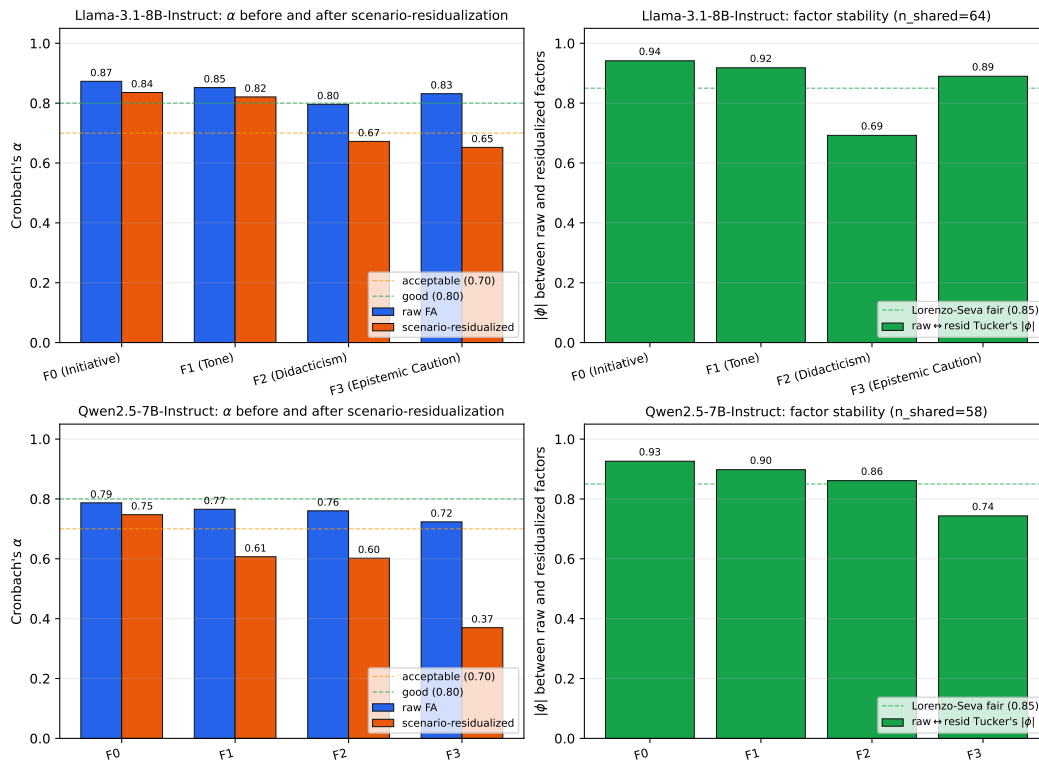 Llama-3.1-8B-Instruct: α before and after scenario-residualization
Cronbach's α
1.0
0.8
0.6
0.4
0.2
0.0
0.87
0.84
0.85
0.82
0.80
0.67
0.83
0.65
acceptable (0.70)
good (0.80)
raw FA
scenario-residualized
F0 (Initiative)
F1 (Tone)
F2 (Didacticism)
F3 (Epistemic Caution)
Llama-3.1-8B-Instruct: factor stability (n_shared=64)
|ϕ| between raw and residualized factors
1.0
0.8
0.6
0.4
0.2
0.0
0.94
0.92
0.69
0.89
Lorenzo-Seva fair (0.85)
raw↔resid Tucker's |ϕ|
F0 (Initiative)
F1 (Tone)
F2 (Didacticism)
F3 (Epistemic Caution)
Qwen2.5-7B-Instruct: α before and after scenario-residualization
Cronbach's α
1.0
0.8
0.6
0.4
0.2
0.0
0.79
0.75
0.77
0.61
0.76
0.60
0.72
0.37
acceptable (0.70)
good (0.80)
raw FA
scenario-residualized
F0
F1
F2
F3
Qwen2.5-7B-Instruct: factor stability (n_shared=58)
|ϕ| between raw and residualized factors
1.0
0.8
0.6
0.4
0.2
0.0
0.93
0.90
0.86
0.74
Lorenzo-Seva fair (0.85)
raw↔resid Tucker's |ϕ|
F0
F1
F2
F3